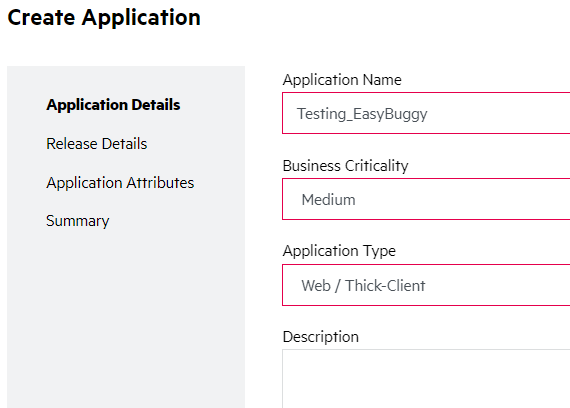 Create Application
Application Details
Release Details
Application Attributes
Summary
Application Name
Testing_EasyBuggy
Business Criticality
Medium
Application Type
Web / Thick-Client
Description